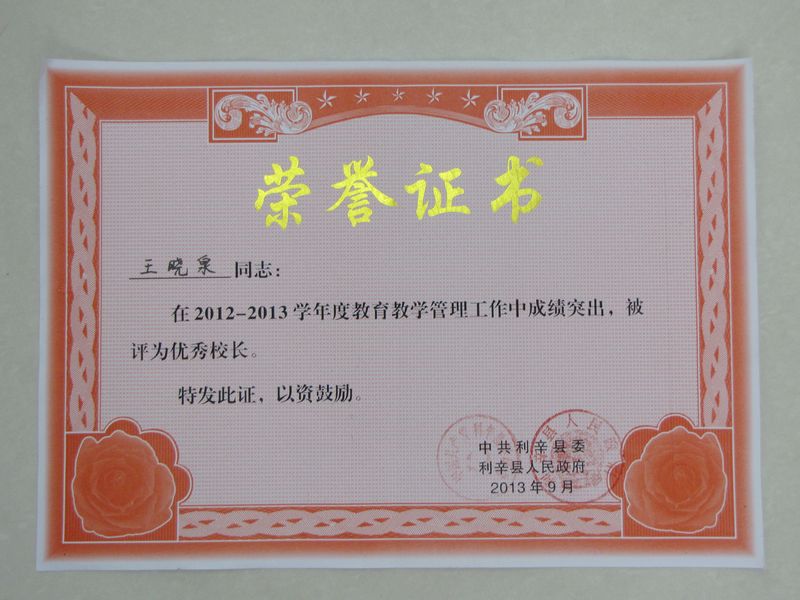 荣誉证书
王晓泉 同志：
在2012-2013学年度教育教学管理工作中成绩突出，被
评为优秀校长。
特发此证，以资鼓励。
中共利辛县委
利辛县人民政府
2013年9月